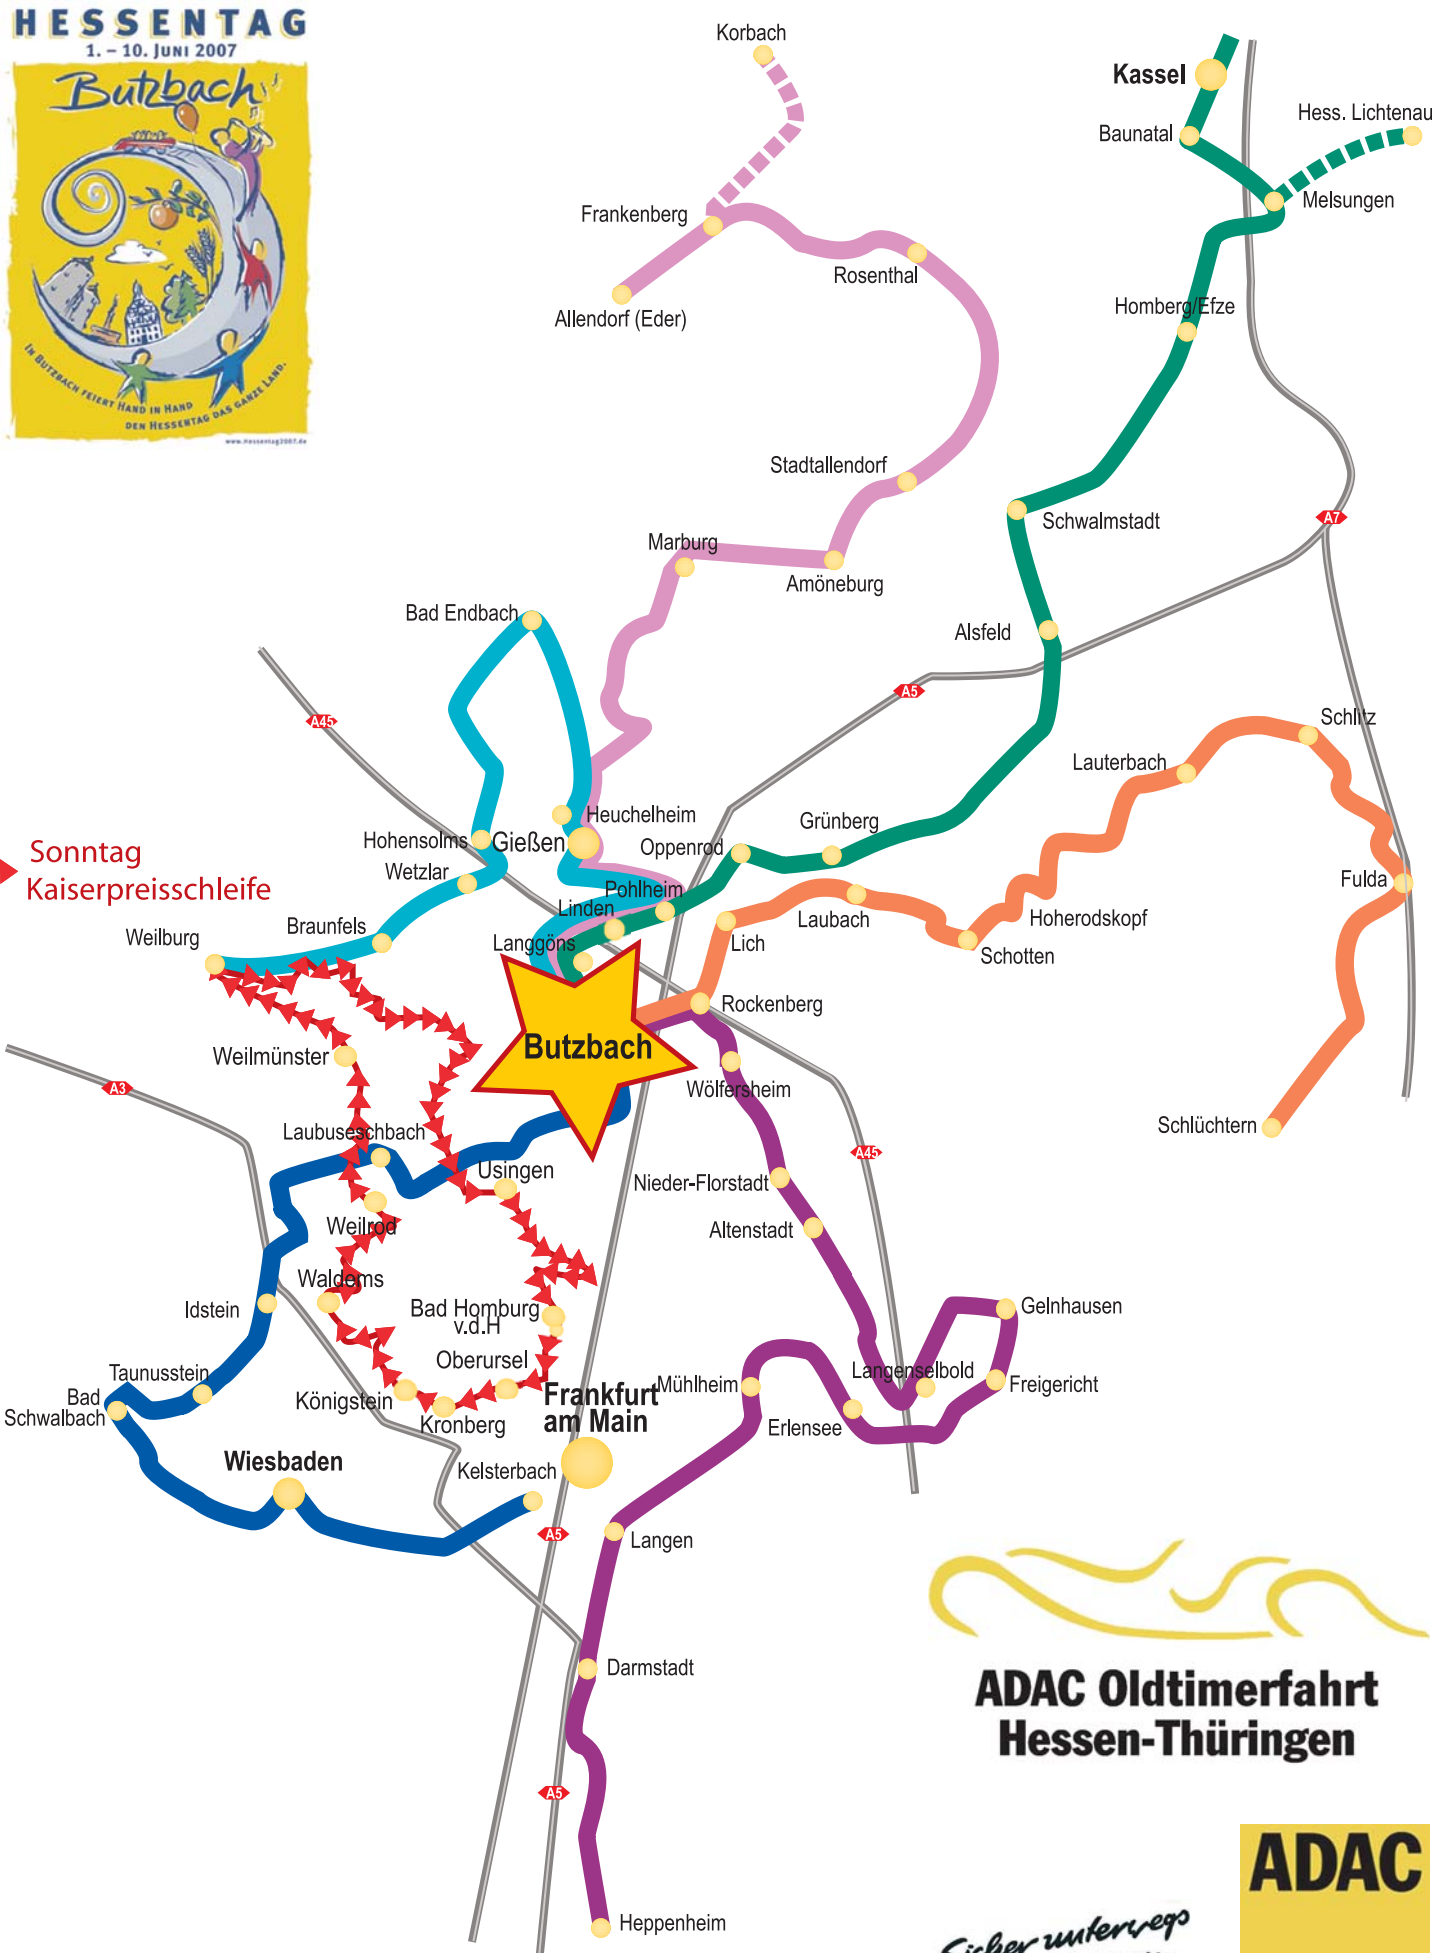 HESSENTAG
1. – 10. JUNI 2007
Butzbach
IN BUTZBACH FEIERT HAND IN HAND
DEN HESSENTAG DAS GANZE LAND.
www.Hessentag2007.de
Korbach
Kassel
Hess. Lichtenau
Baunatal
Melsungen
Frankenberg
Rosenthal
Allendorf (Eder)
Homberg/Efze
Stadtallendorf
Schwalmstadt
A7
Marburg
Amöneburg
Bad Endbach
Alsfeld
A5
A45
Schlitz
Lauterbach
Heuchelheim
Grünberg
Hohensolms
Gießen
Oppenrod
Sonntag
Kaiserpreisschleife
Wetzlar
Pohlheim
Fulda
Linden
Laubach
Hoherodskopf
Braunfels
Weilburg
Langgöns
Lich
Schotten
Rockenberg
Butzbach
Weilmünster
A3
Wölfersheim
Schlüchtern
Laubuseschbach
A45
Usingen
Nieder-Florstadt
Weilrod
Altenstadt
Waldems
Idstein
Bad Homburg
v.d.H
Gelnhausen
Oberursel
Taunusstein
Langenselbold
Bad
Schwalbach
Königstein
Frankfurt
am Main
Mühlheim
Freigericht
Kronberg
Erlensee
Wiesbaden
Kelsterbach
A5
Langen
Darmstadt
ADAC Oldtimerfahrt
Hessen-Thüringen
A5
ADAC
Heppenheim
Sicher unterwegs